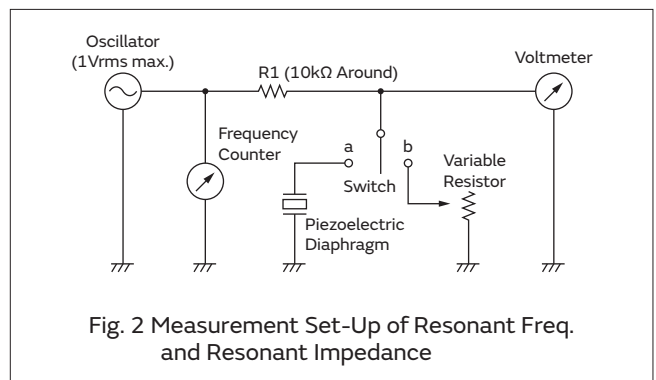 Oscillator
(1Vrms max.)
R1 (10kΩ Around)
Voltmeter
Frequency
Counter
a
b
Switch
Variable
Resistor
Piezoelectric
Diaphragm
Fig. 2 Measurement Set-Up of Resonant Freq.
and Resonant Impedance